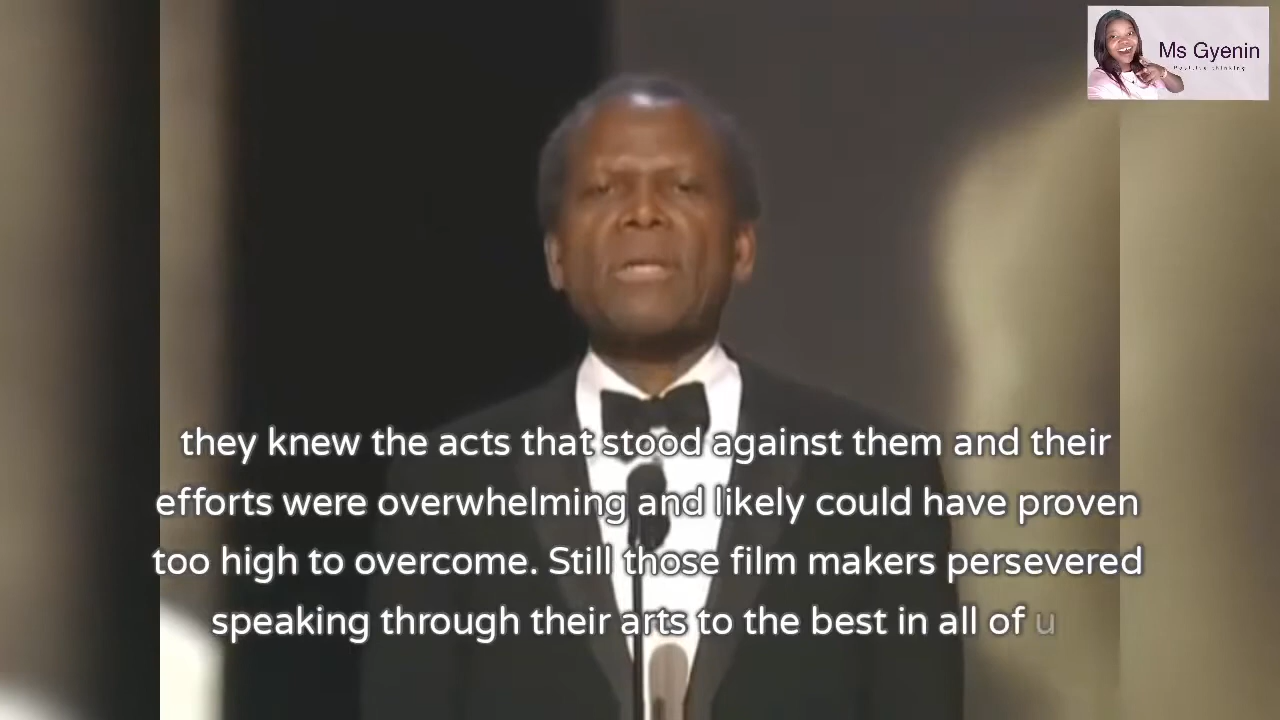 Ms Gyenin
Positive thinking
they knew the acts that stood against them and their
efforts were overwhelming and likely could have proven
too high to overcome. Still those film makers persevered
speaking through their arts to the best in all of u